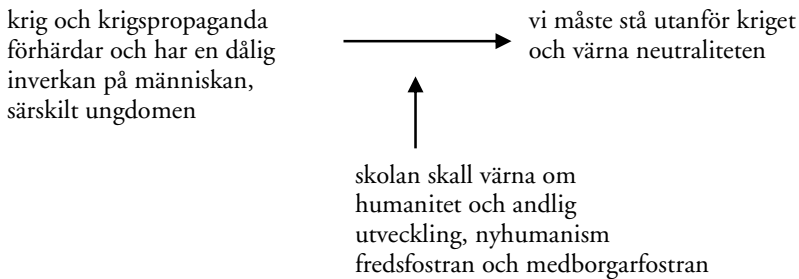 krig och krigspropaganda
förhärdar och har en dålig
inverkan på människan,
särskilt ungdomen
vi måste stå utanför kriget
och värna neutraliteten
skolan skall värna om
humanitet och andlig
utveckling, nyhumanism
fredsfostran och medborgarfostran